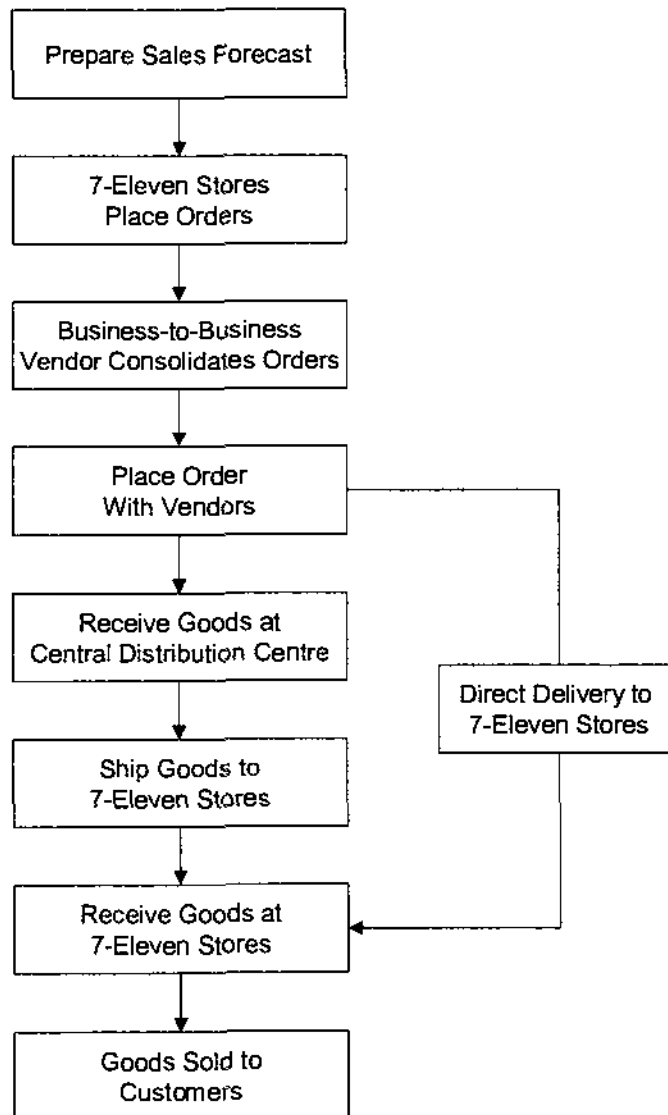 Prepare Sales Forecast
7-Eleven Stores
Place Orders
Business-to-Business
Vendor Consolidates Orders
Place Order
With Vendors
Receive Goods at
Central Distribution Centre
Direct Delivery to
7-Eleven Stores
Ship Goods to
7-Eleven Stores
Receive Goods at
7-Eleven Stores
Goods Sold to
Customers